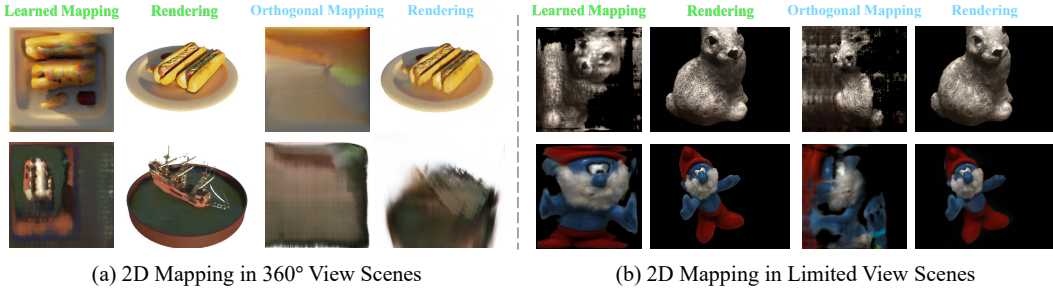 Learned Mapping Rendering Orthogonal Mapping Rendering Learned Mapping Rendering Orthogonal Mapping Rendering
(a) 2D Mapping in 360° View Scenes (b) 2D Mapping in Limited View Scenes